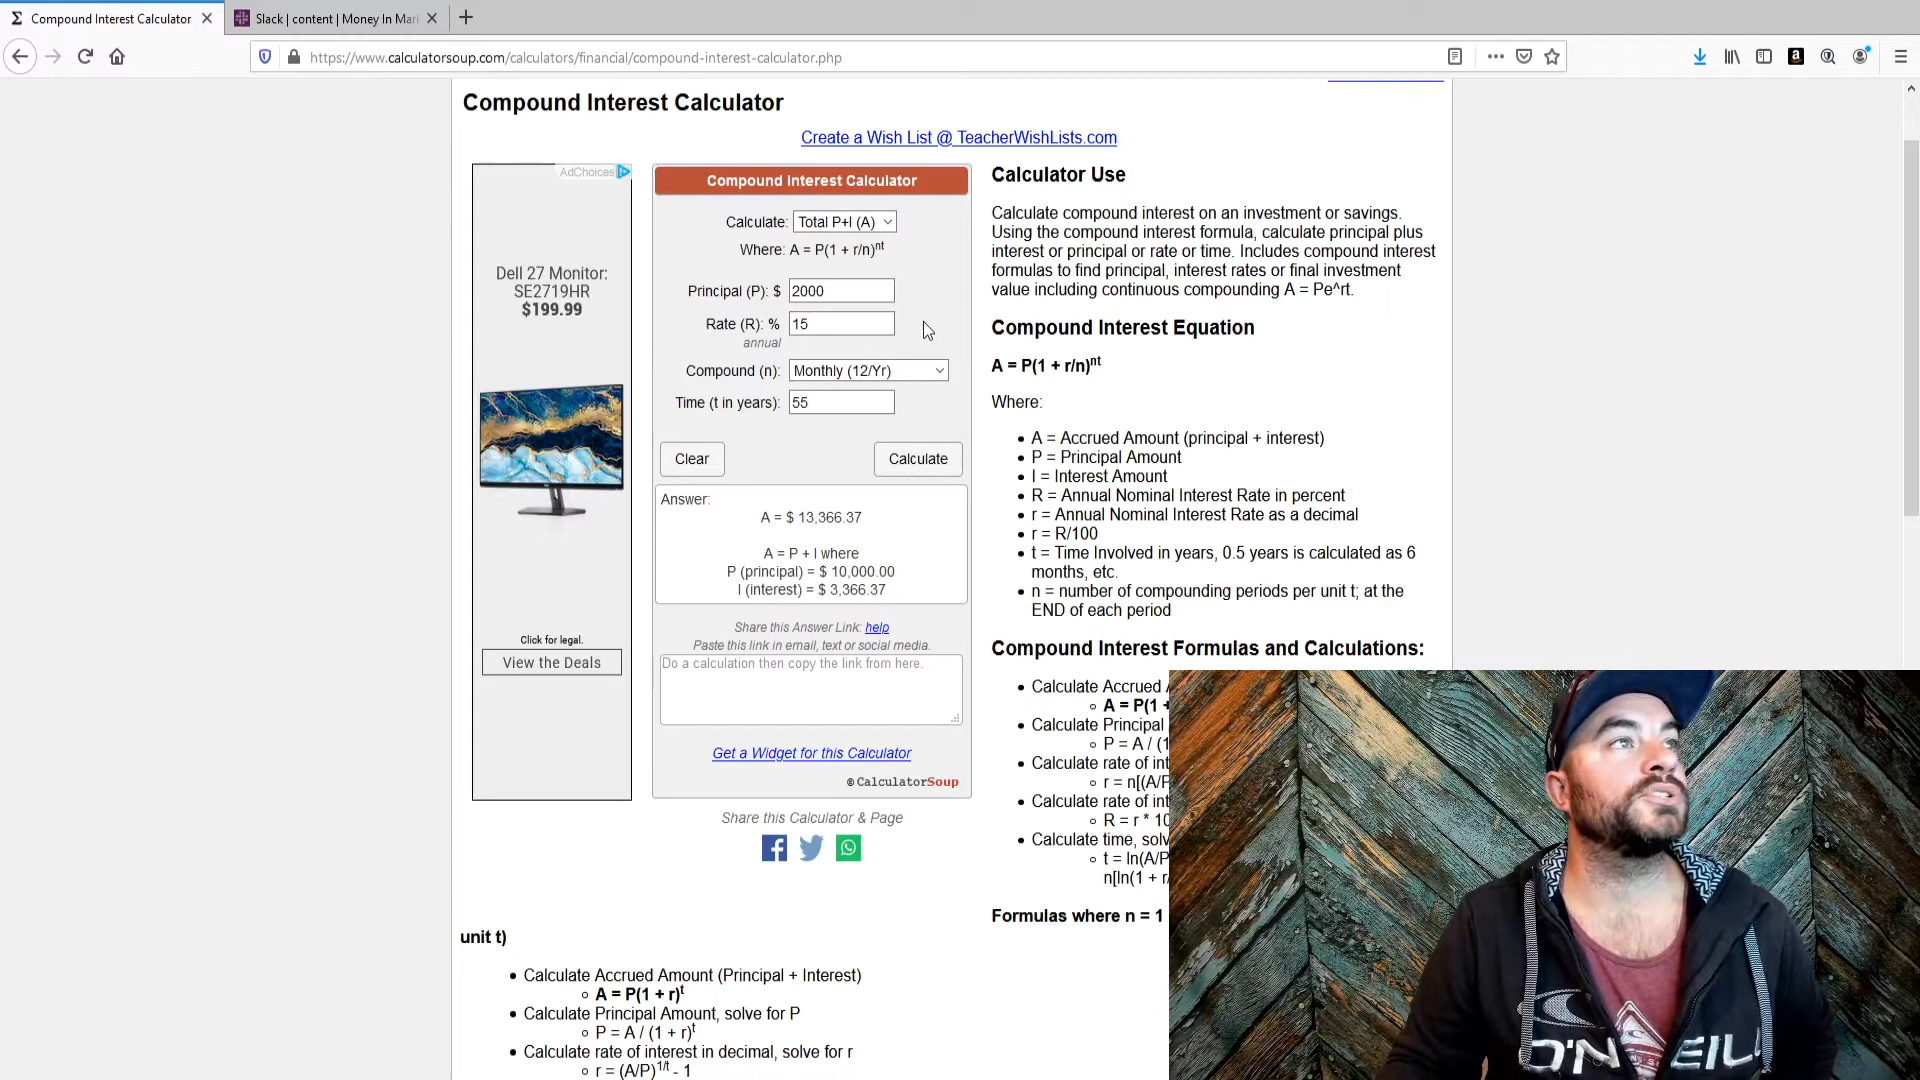 Compound Interest Calculator
Slack | content | Money In Mar
https://www.calculatorsoup.com/calculators/financial/compound-interest-calculator.php
Compound Interest Calculator
Create a Wish List @ TeacherWishLists.com
AdChoices
Dell 27 Monitor:
SE2719HR
$199.99
Click for legal.
View the Deals
Compound Interest Calculator
Calculate: Total P+I (A)
Where: A = P(1 + r/n)^nt
Principal (P): $ 2000
Rate (R): % 15
annual
Compound (n): Monthly (12/Yr)
Time (t in years): 55
Clear
Calculate
Answer:
A = $ 13,366.37
A = P + I where
P (principal) = $ 10,000.00
I (interest) = $ 3,366.37
Share this Answer Link: help
Paste this link in email, text or social media.
Do a calculation then copy the link from here.
Get a Widget for this Calculator
© CalculatorSoup
Share this Calculator & Page
Calculator Use
Calculate compound interest on an investment or savings.
Using the compound interest formula, calculate principal plus
interest or principal or rate or time. Includes compound interest
formulas to find principal, interest rates or final investment
value including continuous compounding A = Pe^rt.
Compound Interest Equation
A = P(1 + r/n)^nt
Where:
• A = Accrued Amount (principal + interest)
• P = Principal Amount
• I = Interest Amount
• R = Annual Nominal Interest Rate in percent
• r = Annual Nominal Interest Rate as a decimal
• r = R/100
• t = Time Involved in years, 0.5 years is calculated as 6
months, etc.
• n = number of compounding periods per unit t; at the
END of each period
Compound Interest Formulas and Calculations:
• Calculate Accrued A
○ A = P(1 +
• Calculate Principal
○ P = A / (1
• Calculate rate of int
○ r = n[(A/P
• Calculate rate of int
○ R = r * 10
• Calculate time, solv
○ t = ln(A/P
n[ln(1 + r/
Formulas where n = 1
unit t)
• Calculate Accrued Amount (Principal + Interest)
○ A = P(1 + r)^t
• Calculate Principal Amount, solve for P
○ P = A / (1 + r)^t
• Calculate rate of interest in decimal, solve for r
○ r = (A/P)^1/t - 1
O'NEILL